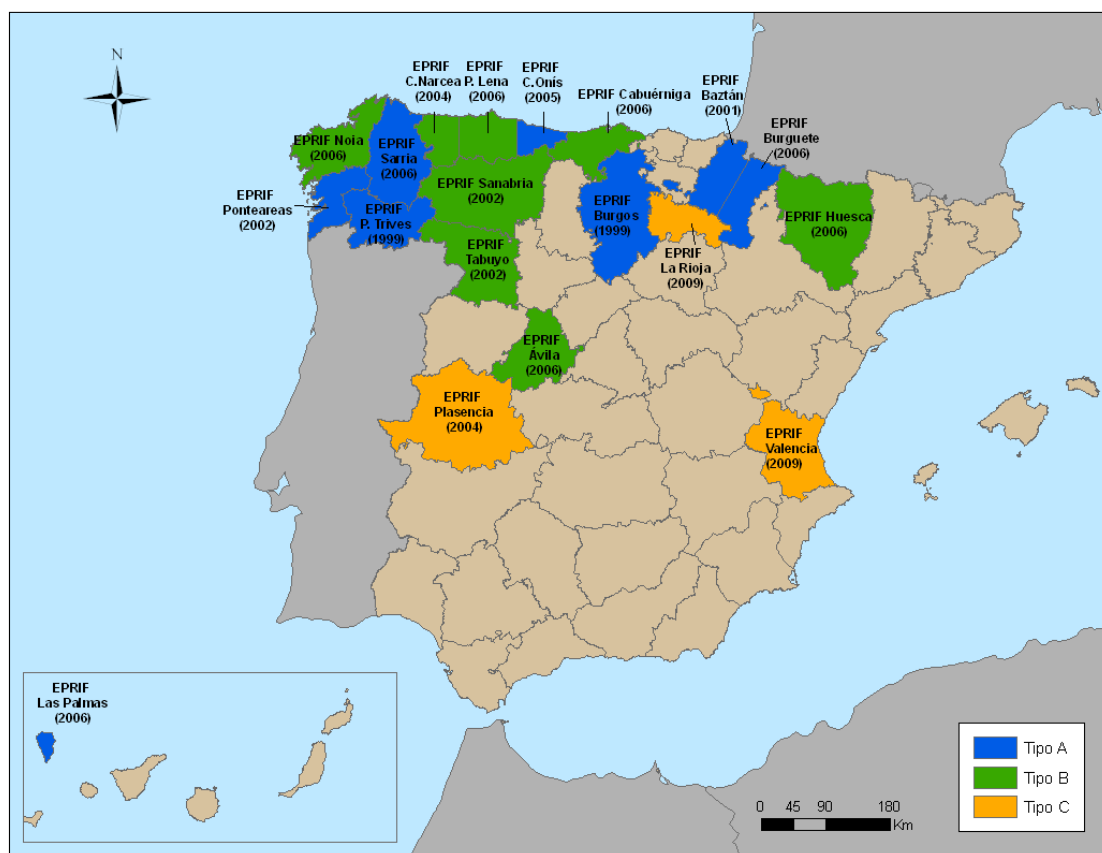 N
EPRIF
C.Narcea
(2004)
EPRIF
P. Lena
(2006)
EPRIF
C.Onís
(2005)
EPRIF Cabuérniga
(2006)
EPRIF
Baztán
(2001)
EPRIF
Burguete
(2006)
EPRIF Noia
(2006)
EPRIF
Sarria
(2006)
EPRIF
Ponteareas
(2002)
EPRIF
P. Trives
(1999)
EPRIF Sanabria
(2002)
EPRIF
Tabuyo
(2002)
EPRIF
Burgos
(1999)
EPRIF
La Rioja
(2009)
EPRIF Huesca
(2006)
EPRIF
Ávila
(2006)
EPRIF
Plasencia
(2004)
EPRIF
Valencia
(2009)
EPRIF
Las Palmas
(2006)
Tipo A
Tipo B
Tipo C
0 45 90 180
Km